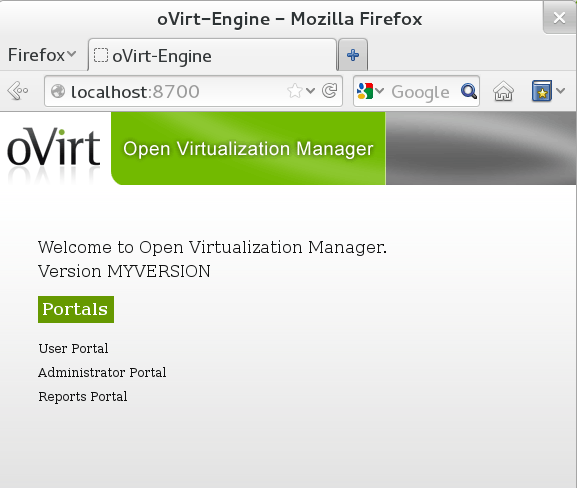 oVirt-Engine - Mozilla Firefox
Firefox
oVirt-Engine
localhost:8700
Google
oVirt
Open Virtualization Manager
Welcome to Open Virtualization Manager.
Version MYVERSION
Portals
User Portal
Administrator Portal
Reports Portal